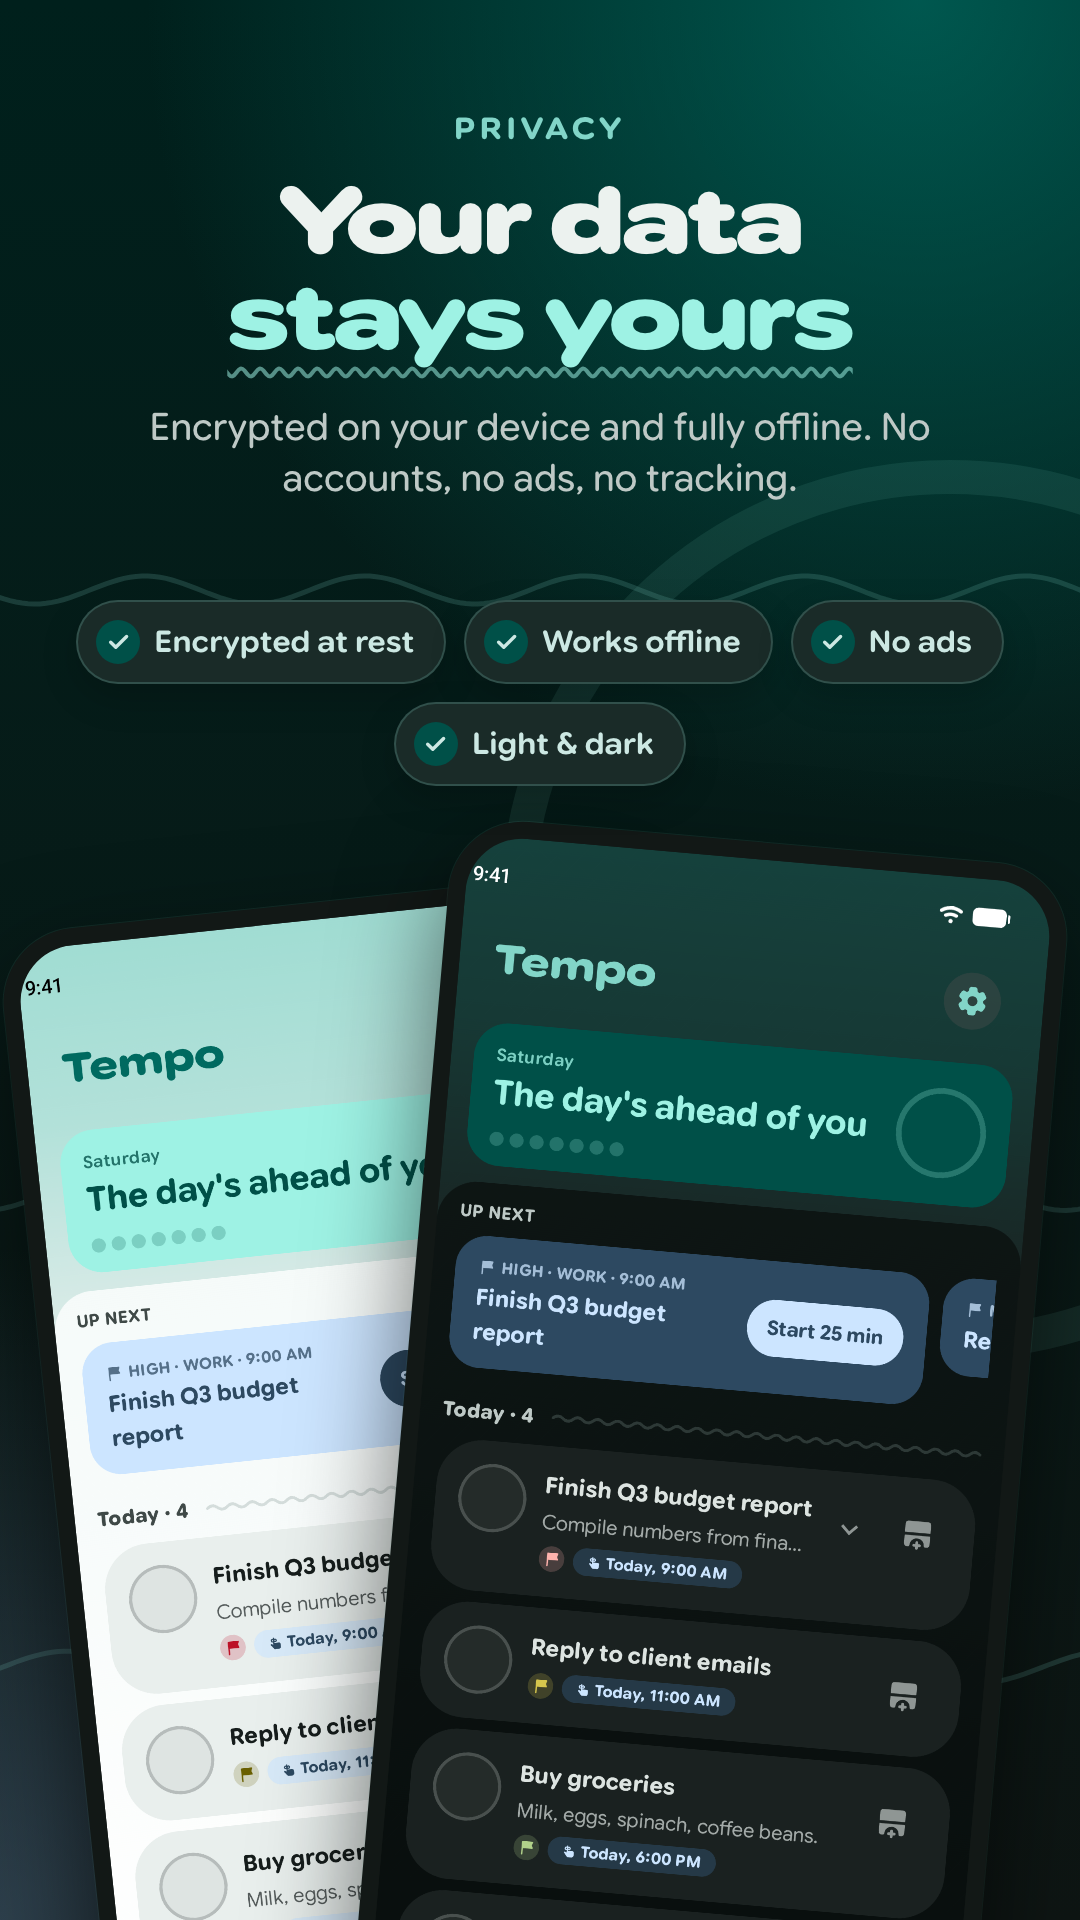 PRIVACY
Your data
stays yours
Encrypted on your device and fully offline. No
accounts, no ads, no tracking.
Encrypted at rest
Works offline
No ads
Light & dark
9:41
Tempo
Saturday
The day's ahead of you
UP NEXT
HIGH · WORK · 9:00 AM
Finish Q3 budget
report
Start 25 min
Re
Today · 4
Finish Q3 budget report
Compile numbers from fina...
Today, 9:00 AM
Reply to client emails
Today, 11:00 AM
Buy groceries
Milk, eggs, spinach, coffee beans.
Today, 6:00 PM
9:41
Tempo
Saturday
The day's ahead of yo
UP NEXT
HIGH · WORK · 9:00 AM
Finish Q3 budget
report
Today · 4
Finish Q3 budge
Compile numbers f
Today, 9:00
Reply to clien
Today, 11:
Buy grocer
Milk, eggs, sp